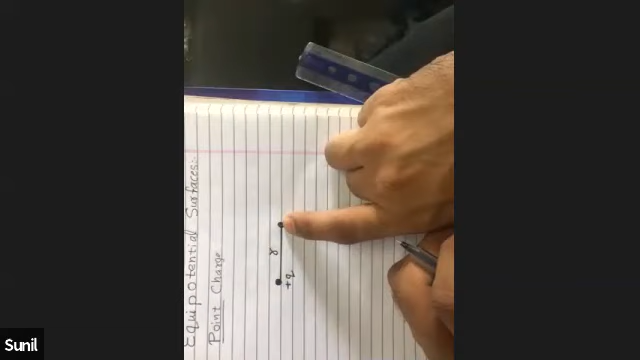 Equipotential Surfaces:-
Point Charge
r
+q
Sunil